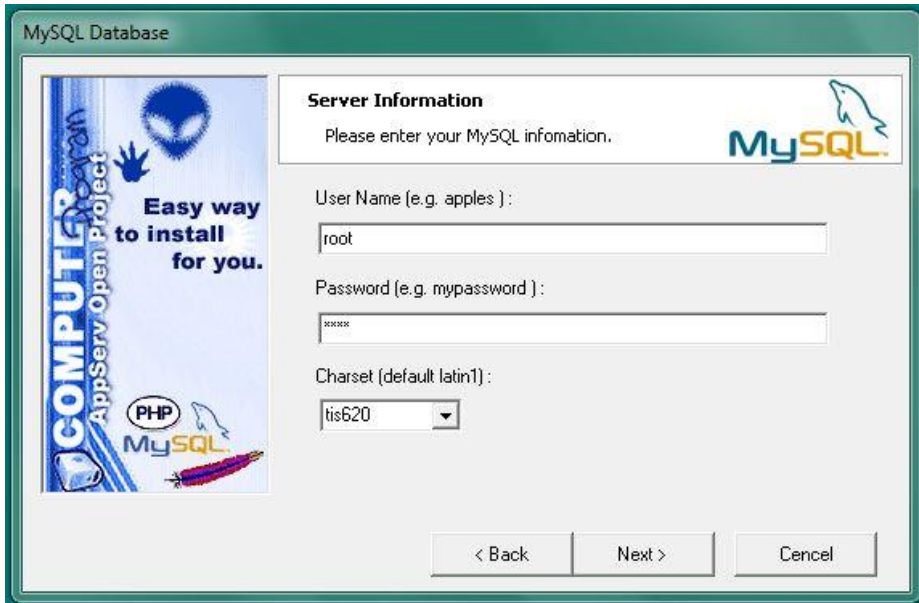 MySQL Database
COMPUTER
Program
AppServ Open Project
Easy way
to install
for you.
PHP
MySQL
Server Information
Please enter your MySQL infomation.
MySQL
User Name (e.g. apples ) :
root
Password (e.g. mypassword ) :
****
Charset (default latin1) :
tis620
< Back
Next >
Cencel